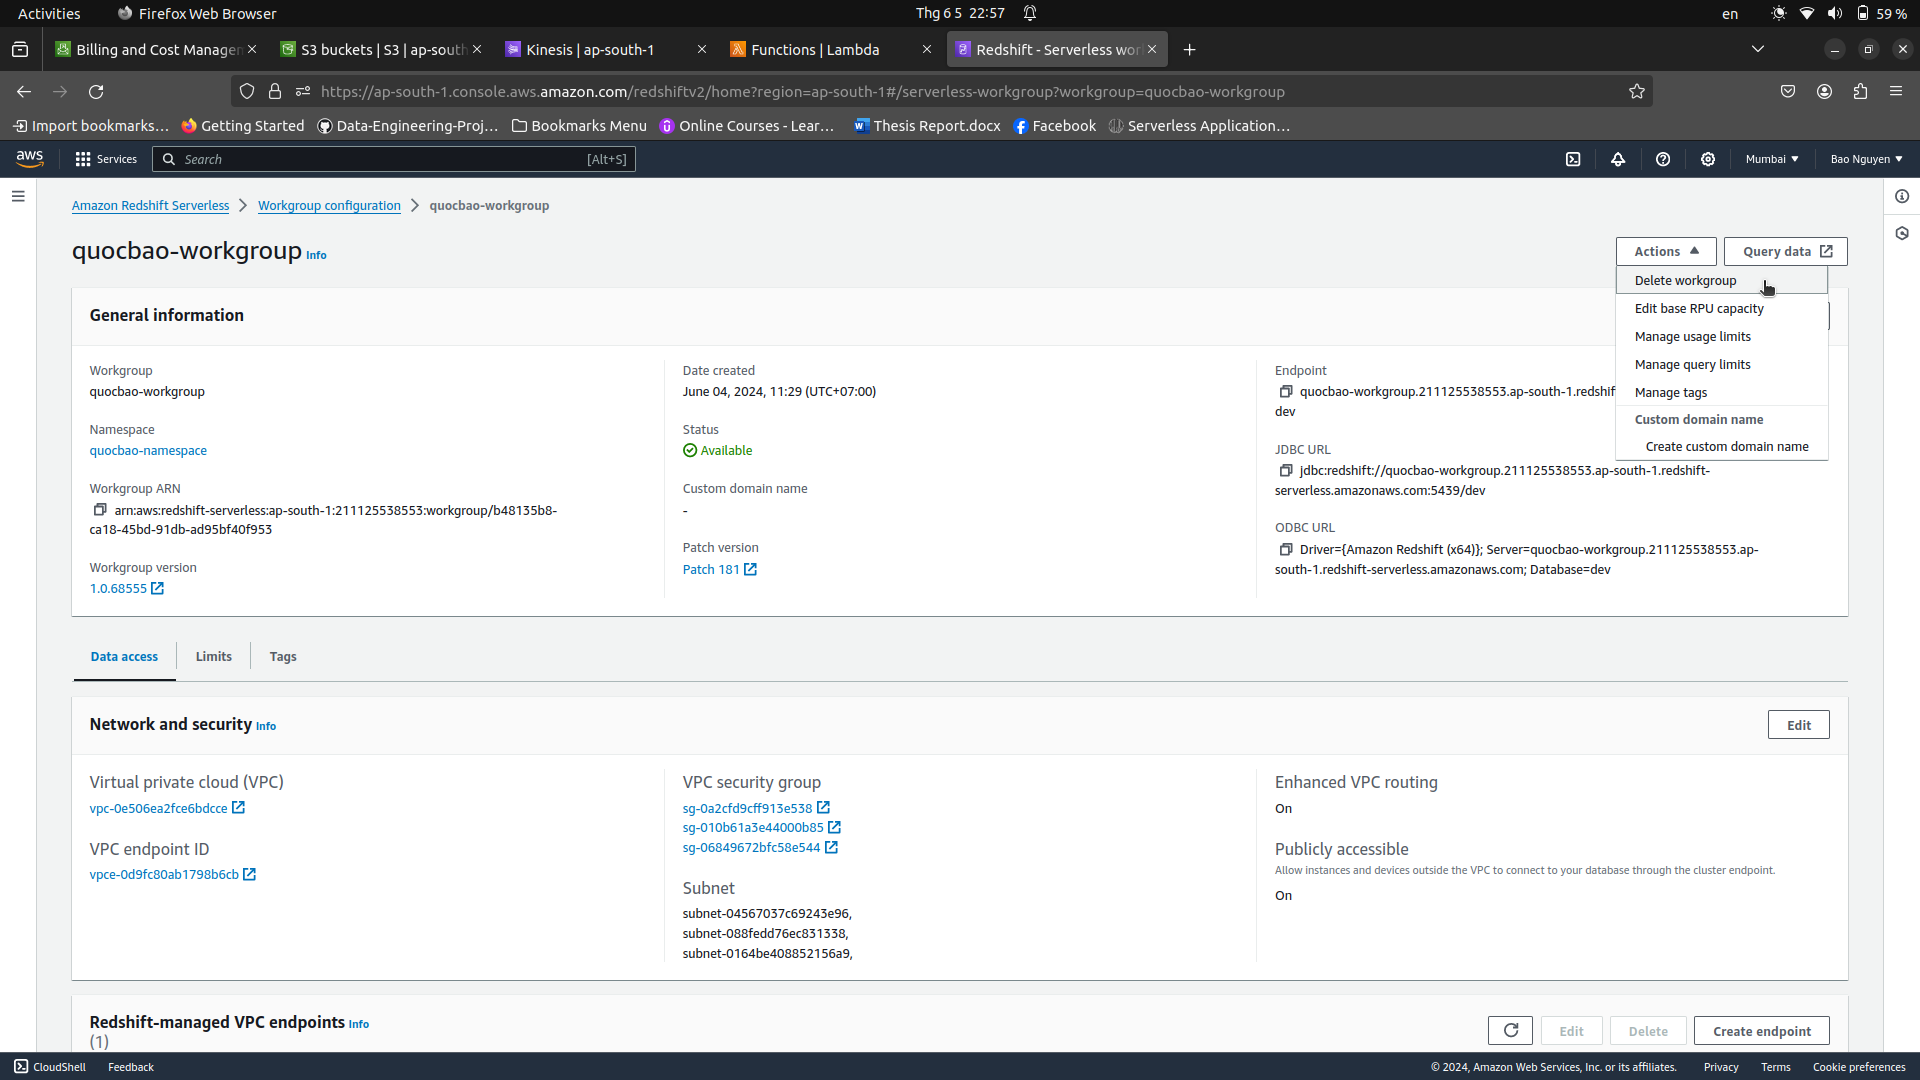 Activities
Firefox Web Browser
Thg 6 5 22:57
en
59 %
Billing and Cost Managem
S3 buckets | S3 | ap-south
Kinesis | ap-south-1
Functions | Lambda
Redshift - Serverless wor
https://ap-south-1.console.aws.amazon.com/redshiftv2/home?region=ap-south-1#/serverless-workgroup?workgroup=quocbao-workgroup
Import bookmarks...
Getting Started
Data-Engineering-Proj...
Bookmarks Menu
Online Courses - Lear...
Thesis Report.docx
Facebook
Serverless Application...
aws
Services
Search
[Alt+S]
Mumbai
Bao Nguyen
Amazon Redshift Serverless
Workgroup configuration
quocbao-workgroup
quocbao-workgroup Info
Actions
Query data
Delete workgroup
Edit base RPU capacity
Manage usage limits
Manage query limits
Manage tags
Custom domain name
Create custom domain name
General information
Workgroup
quocbao-workgroup
Namespace
quocbao-namespace
Workgroup ARN
arn:aws:redshift-serverless:ap-south-1:211125538553:workgroup/b48135b8-
ca18-45bd-91db-ad95bf40f953
Workgroup version
1.0.68555
Date created
June 04, 2024, 11:29 (UTC+07:00)
Status
Available
Custom domain name
-
Patch version
Patch 181
Endpoint
quocbao-workgroup.211125538553.ap-south-1.redshif
dev
JDBC URL
jdbc:redshift://quocbao-workgroup.211125538553.ap-south-1.redshift-
serverless.amazonaws.com:5439/dev
ODBC URL
Driver={Amazon Redshift (x64)}; Server=quocbao-workgroup.211125538553.ap-
south-1.redshift-serverless.amazonaws.com; Database=dev
Data access
Limits
Tags
Network and security Info
Edit
Virtual private cloud (VPC)
vpc-0e506ea2fce6bdcce
VPC endpoint ID
vpce-0d9fc80ab1798b6cb
VPC security group
sg-0a2cfd9cff913e538
sg-010b61a3e44000b85
sg-06849672bfc58e544
Subnet
subnet-04567037c69243e96,
subnet-088fedd76ec831338,
subnet-0164be408852156a9,
Enhanced VPC routing
On
Publicly accessible
Allow instances and devices outside the VPC to connect to your database through the cluster endpoint.
On
Redshift-managed VPC endpoints Info
(1)
Edit
Delete
Create endpoint
CloudShell
Feedback
© 2024, Amazon Web Services, Inc. or its affiliates.
Privacy
Terms
Cookie preferences